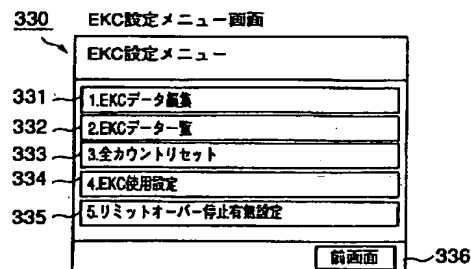 330 EKC設定メニュー画面
EKC設定メニュー
331 1.EKCデータ編集
332 2.EKCデータ一覧
333 3.全カウントリセット
334 4.EKC使用設定
335 5.リミットオーバー停止有無設定
前画面 336